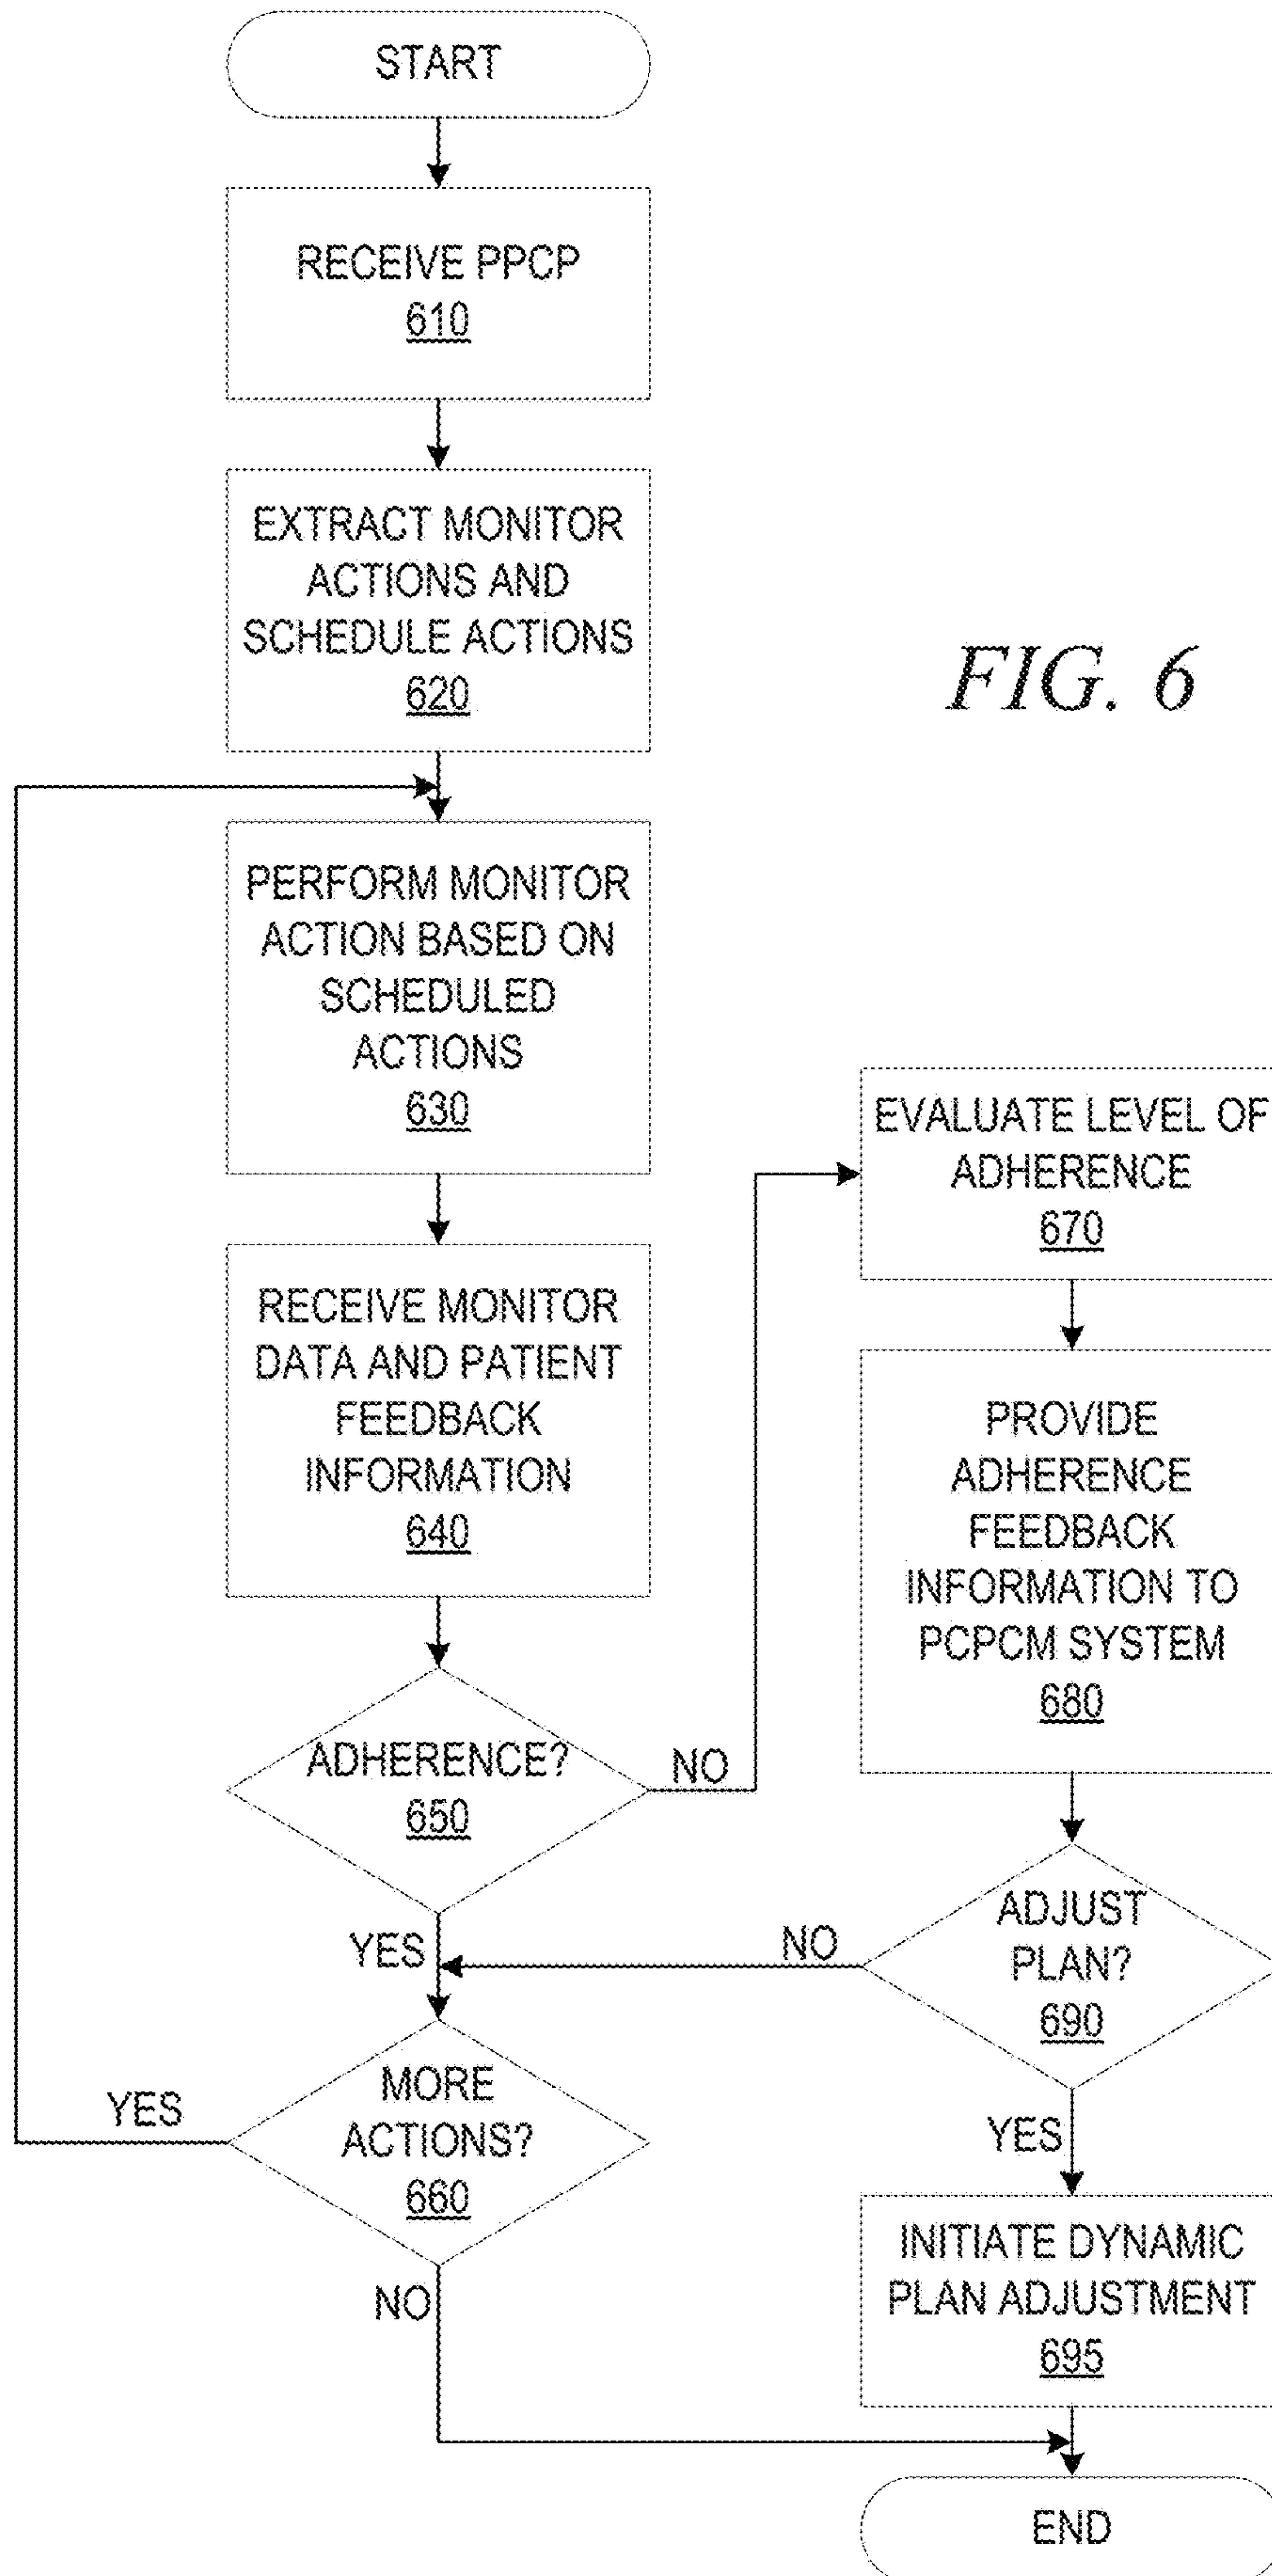 START
RECEIVE PPCP
610
EXTRACT MONITOR
ACTIONS AND
SCHEDULE ACTIONS
620
FIG. 6
PERFORM MONITOR
ACTION BASED ON
SCHEDULED
ACTIONS
630
RECEIVE MONITOR
DATA AND PATIENT
FEEDBACK
INFORMATION
640
ADHERENCE?
650
NO
YES
MORE
ACTIONS?
660
YES
NO
EVALUATE LEVEL OF
ADHERENCE
670
PROVIDE
ADHERENCE
FEEDBACK
INFORMATION TO
PCPCM SYSTEM
680
ADJUST
PLAN?
690
NO
YES
INITIATE DYNAMIC
PLAN ADJUSTMENT
695
END